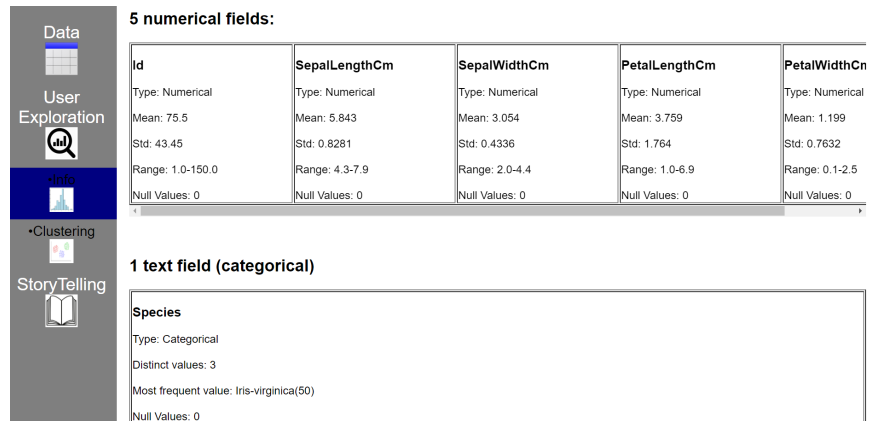 Data
User
Exploration
•Info
•Clustering
StoryTelling
5 numerical fields:
Id
Type: Numerical
Mean: 75.5
Std: 43.45
Range: 1.0-150.0
Null Values: 0
SepalLengthCm
Type: Numerical
Mean: 5.843
Std: 0.8281
Range: 4.3-7.9
Null Values: 0
SepalWidthCm
Type: Numerical
Mean: 3.054
Std: 0.4336
Range: 2.0-4.4
Null Values: 0
PetalLengthCm
Type: Numerical
Mean: 3.759
Std: 1.764
Range: 1.0-6.9
Null Values: 0
PetalWidthCm
Type: Numerical
Mean: 1.199
Std: 0.7632
Range: 0.1-2.5
Null Values: 0
1 text field (categorical)
Species
Type: Categorical
Distinct values: 3
Most frequent value: Iris-virginica(50)
Null Values: 0